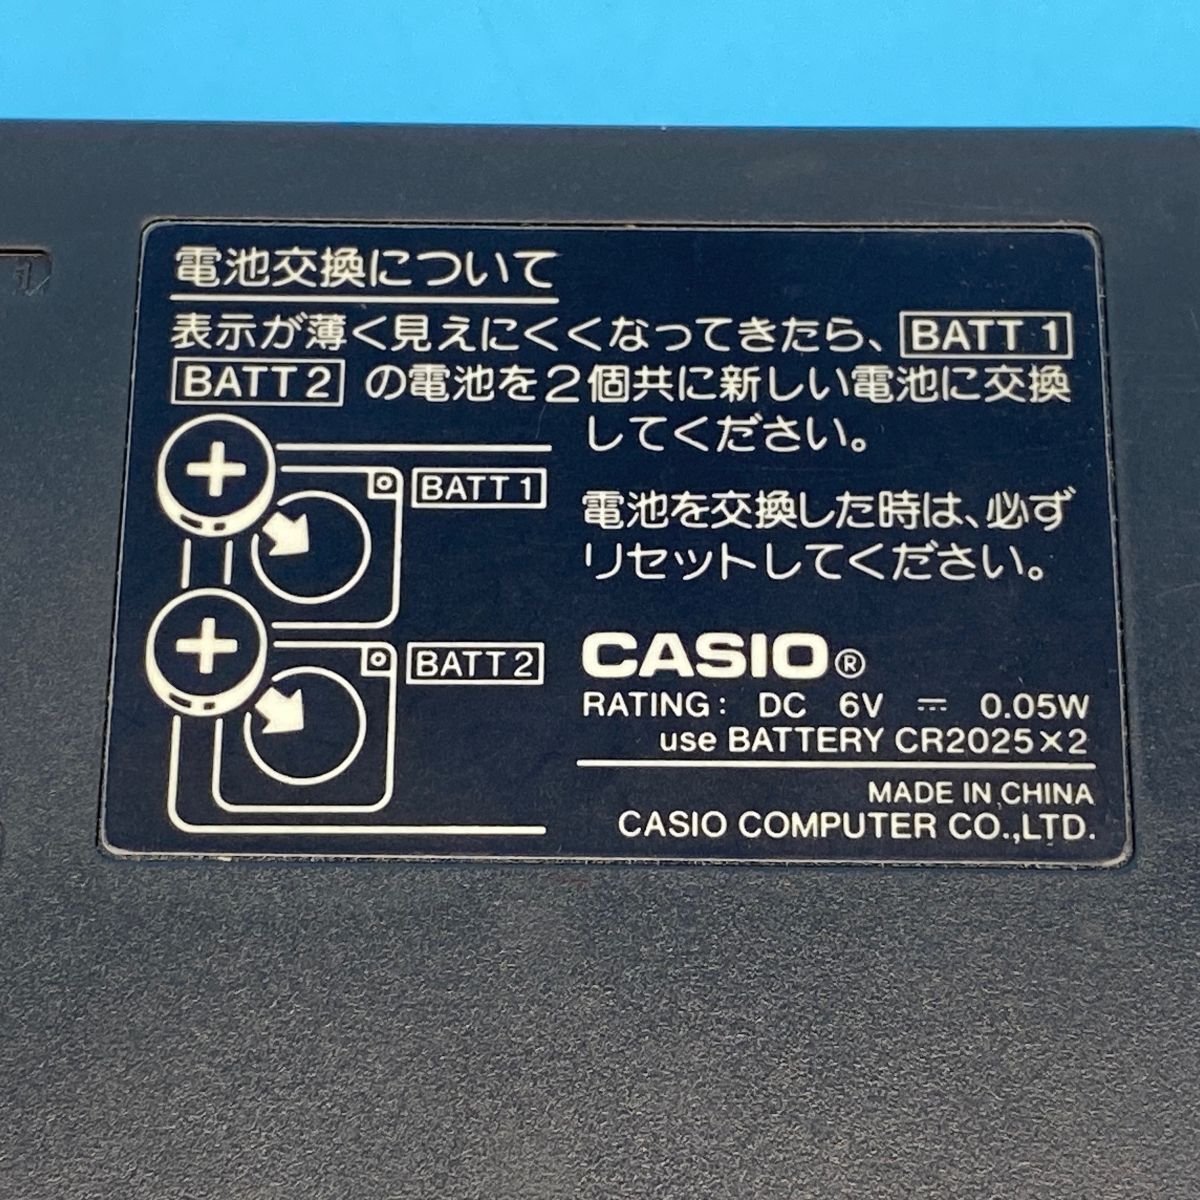 電池交換について
表示が薄く見えにくくなってきたら、BATT 1
BATT 2 の電池を2個共に新しい電池に交換
してください。
BATT 1
電池を交換した時は、必ず
リセットしてください。
BATT 2
CASIO®
RATING: DC 6V ⎓ 0.05W
use BATTERY CR2025×2
MADE IN CHINA
CASIO COMPUTER CO.,LTD.